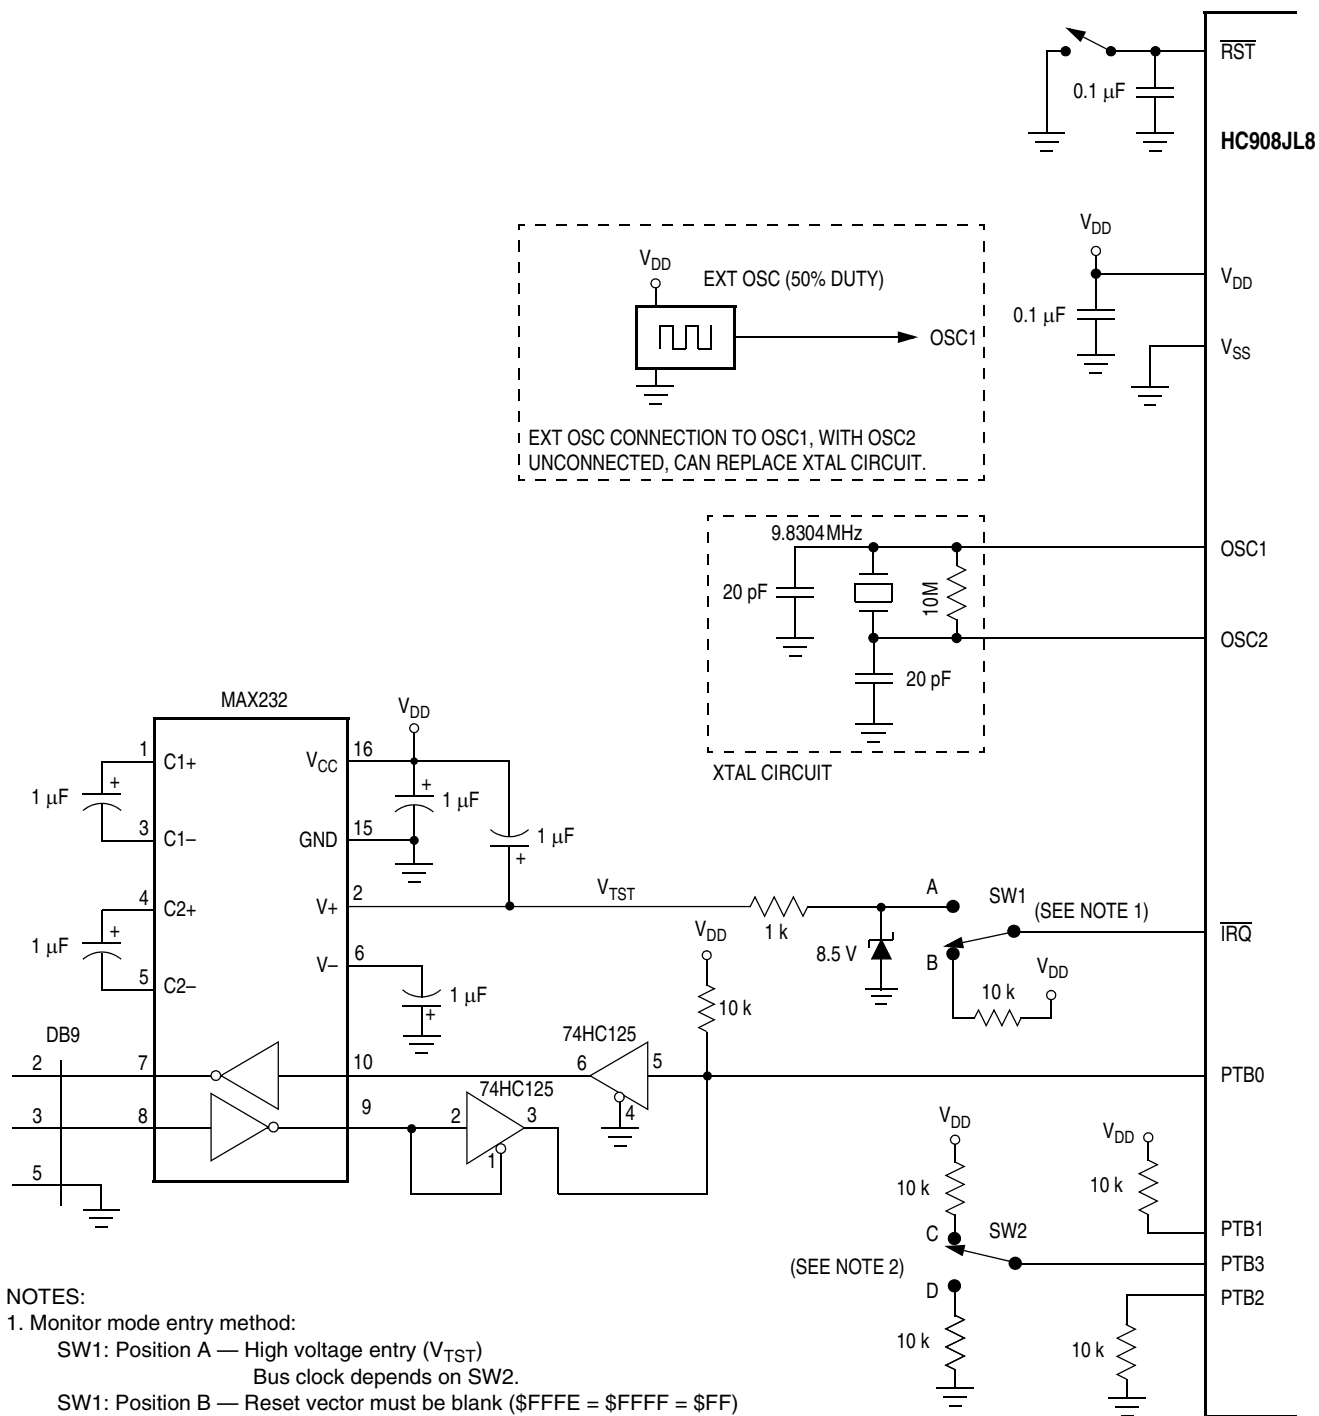 RST
0.1 µF
HC908JL8
VDD
VDD
0.1 µF
VSS
VDD
EXT OSC (50% DUTY)
OSC1
EXT OSC CONNECTION TO OSC1, WITH OSC2
UNCONNECTED, CAN REPLACE XTAL CIRCUIT.
9.8304MHz
OSC1
20 pF
10M
OSC2
20 pF
XTAL CIRCUIT
MAX232
VDD
1
C1+
VCC
16
1 µF
+
+
1 µF
3
C1–
GND
15
1 µF
+
4
C2+
V+
2
VTST
1 k
A
SW1
(SEE NOTE 1)
IRQ
1 µF
+
8.5 V
B
VDD
10 k
5
C2–
V–
6
1 µF
+
VDD
10 k
DB9
74HC125
2
7
10
6
5
4
PTB0
74HC125
3
8
9
2
3
1
5
VDD
10 k
VDD
10 k
C
SW2
PTB1
(SEE NOTE 2)
PTB3
D
PTB2
10 k
10 k
NOTES:
1. Monitor mode entry method:
SW1: Position A — High voltage entry (VTST)
Bus clock depends on SW2.
SW1: Position B — Reset vector must be blank ($FFFE = $FFFF = $FF)